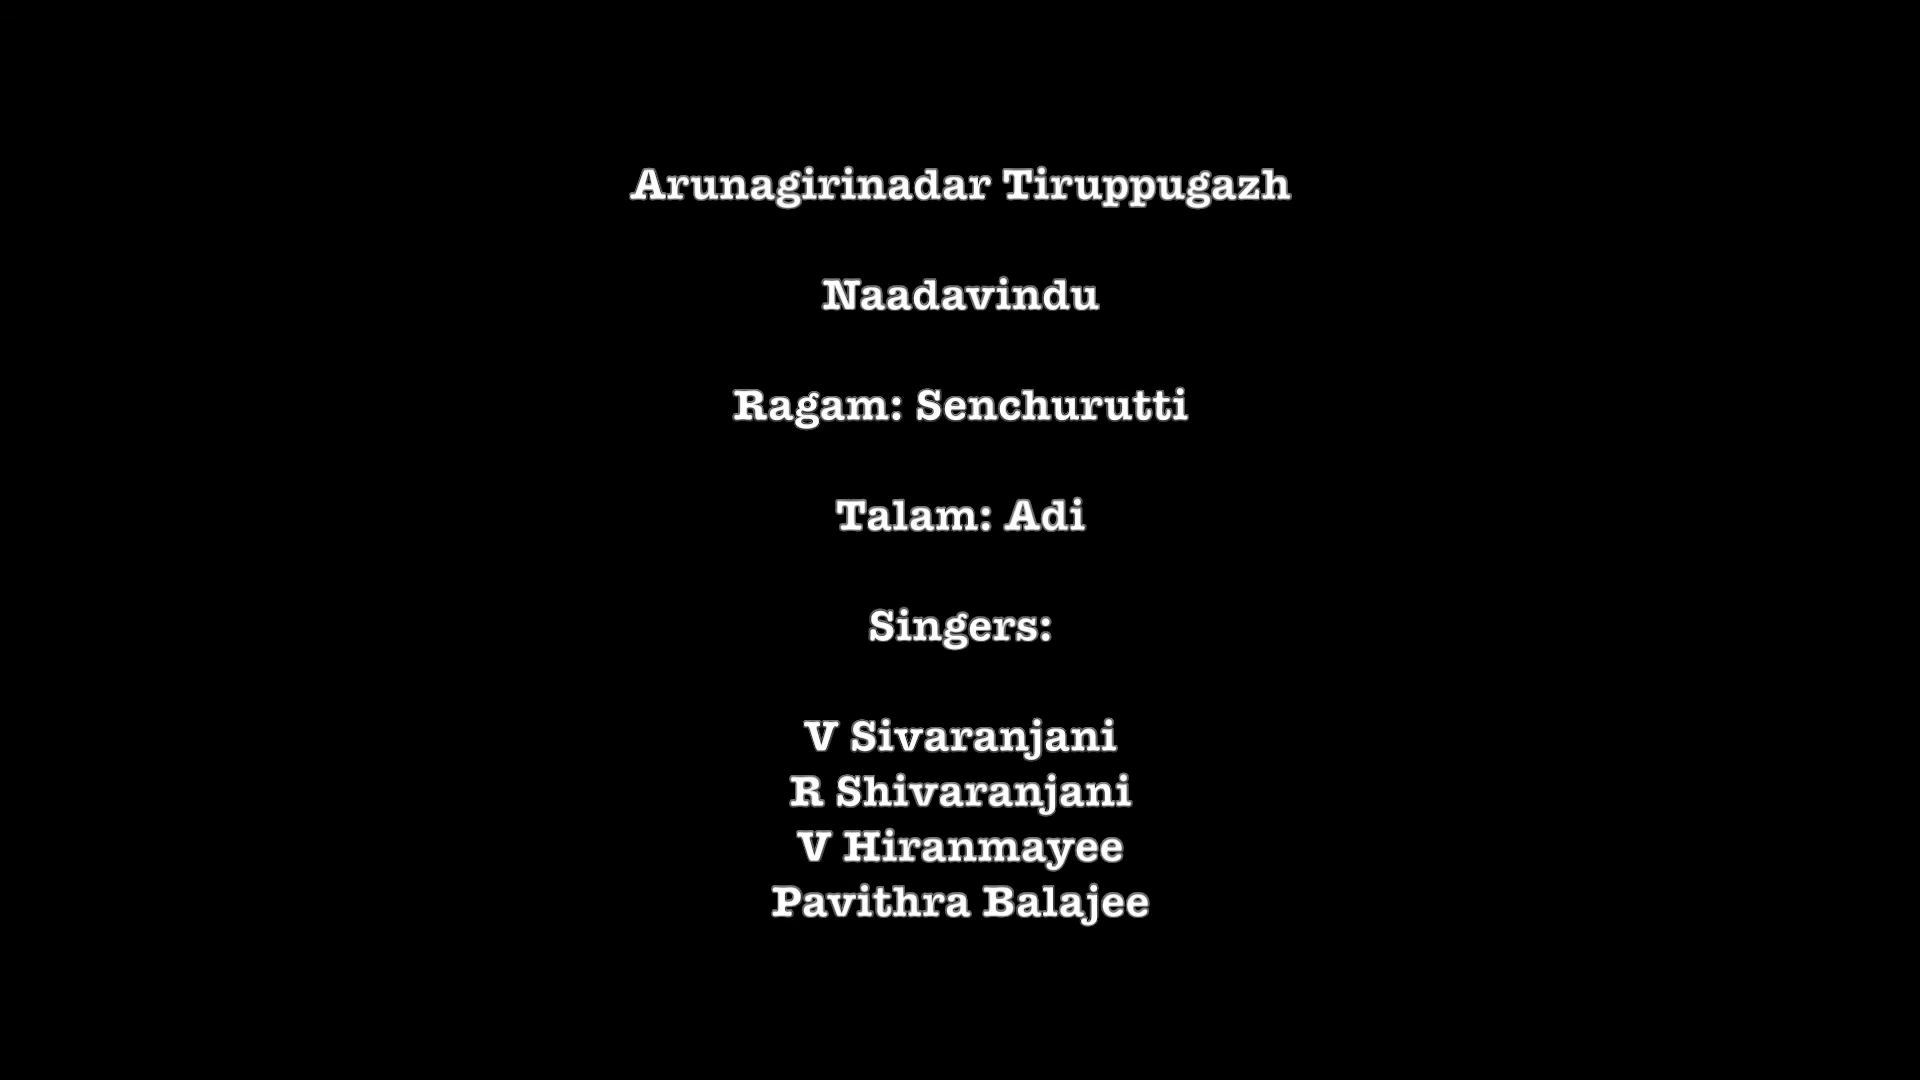 Arunagirinadar Tiruppugazh
Naadavindu
Ragam: Senchurutti
Talam: Adi
Singers:
V Sivaranjani
R Shivaranjani
V Hiranmayee
Pavithra Balajee